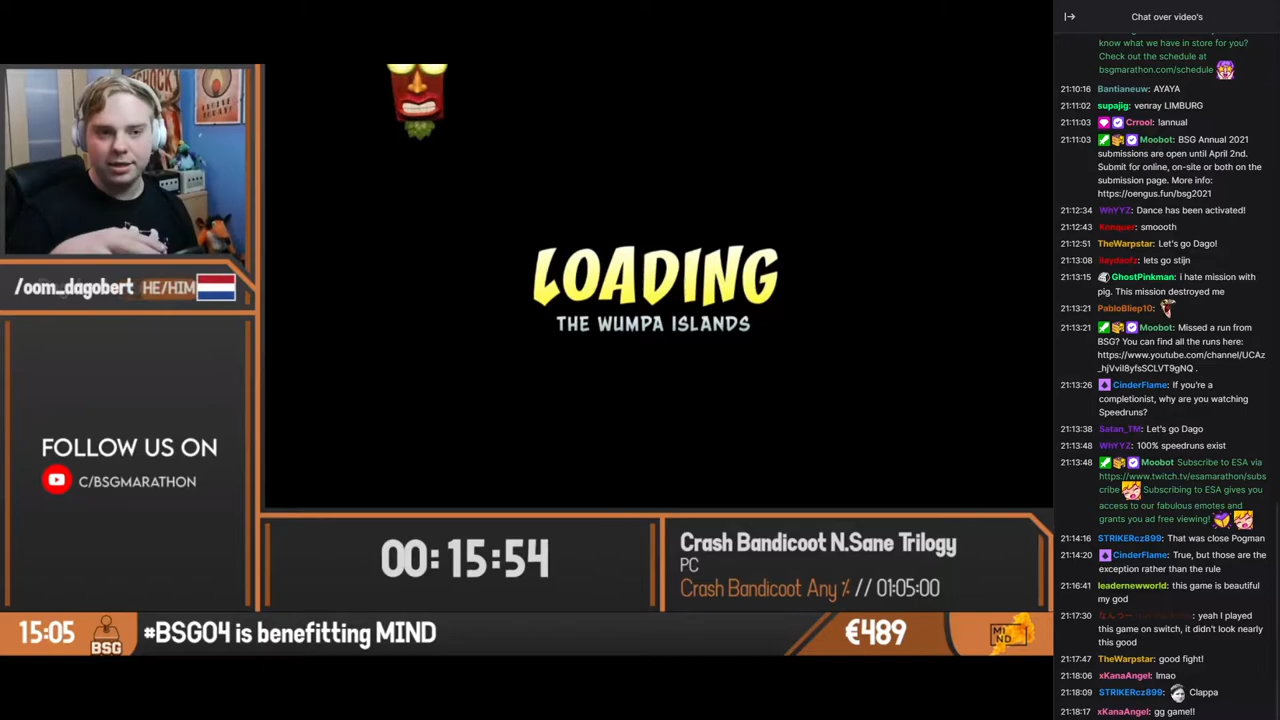 LOADING
THE WUMPA ISLANDS
/oom_dagobert HE/HIM
FOLLOW US ON
C/BSGMARATHON
00:15:54
Crash Bandicoot N.Sane Trilogy
PC
Crash Bandicoot Any % // 01:05:00
15:05
BSG
#BSG04 is benefitting MIND
€489
MIND
Chat over video's
know what we have in store for you?
Check out the schedule at
bsgmarathon.com/schedule
21:10:16 Bantianeuw: AYAYA
21:11:02 supajig: venray LIMBURG
21:11:03 Crrool: !annual
21:11:03 Moobot: BSG Annual 2021
submissions are open until April 2nd.
Submit for online, on-site or both on the
submission page. More info:
https://oengus.fun/bsg2021
21:12:34 WhYYZ: Dance has been activated!
21:12:43 Konquer: smoooth
21:12:51 TheWarpstar: Let's go Dago!
21:13:08 lets go stijn
21:13:15 GhostPinkman: i hate mission with
pig. This mission destroyed me
21:13:21 PabloBliep10:
21:13:21 Moobot: Missed a run from
BSG? You can find all the runs here:
https://www.youtube.com/channel/UCAz
_hjVvil8yfsSCLVT9gNQ .
21:13:26 CinderFlame: If you're a
completionist, why are you watching
Speedruns?
21:13:38 Satan_TM: Let's go Dago
21:13:48 WhYYZ: 100% speedruns exist
21:13:48 Moobot Subscribe to ESA via
https://www.twitch.tv/esamarathon/subs
cribe Subscribing to ESA gives you
access to our fabulous emotes and
grants you ad free viewing!
21:14:16 STRIKERcz899: That was close Pogman
21:14:20 CinderFlame: True, but those are the
exception rather than the rule
21:16:41 leadernewworld: this game is beautiful
my god
21:17:30 : yeah I played
this game on switch, it didn't look nearly
this good
21:17:47 TheWarpstar: good fight!
21:18:06 xKanaAngel: lmao
21:18:09 STRIKERcz899: Clappa
21:18:17 xKanaAngel: gg game!!